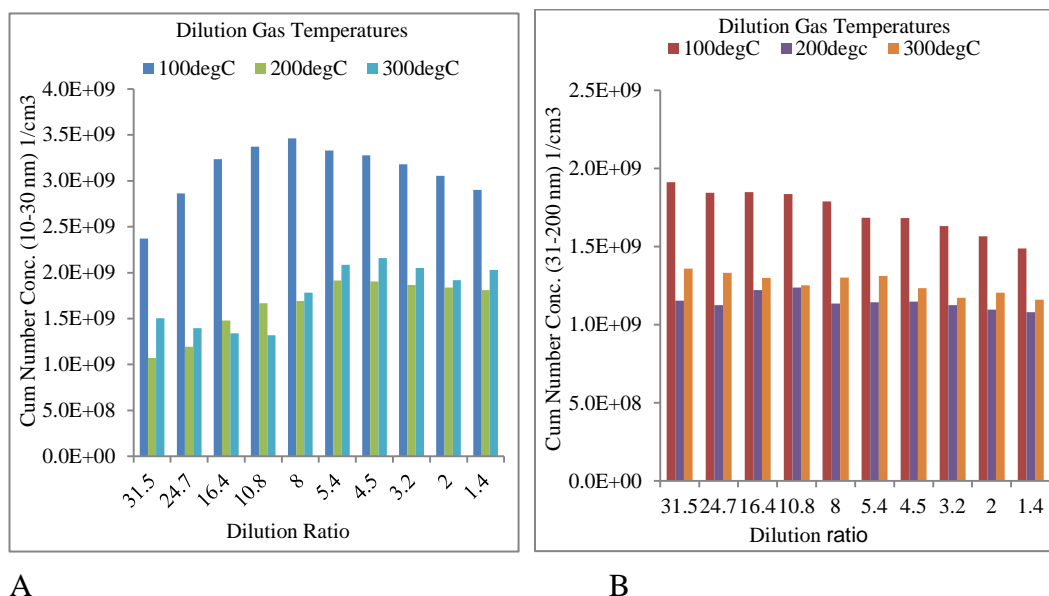 Dilution Gas Temperatures
100degC 200degC 300degC
Cum Number Conc. (10-30 nm) 1/cm3
4.0E+09
3.5E+09
3.0E+09
2.5E+09
2.0E+09
1.5E+09
1.0E+09
5.0E+08
0.0E+00
31.5 24.7 16.4 10.8 8 5.4 4.5 3.2 2 1.4
Dilution Ratio
A
Dilution Gas Temperatures
100degC 200degc 300degC
Cum Number Conc. (31-200 nm) 1/cm3
2.5E+09
2.0E+09
1.5E+09
1.0E+09
5.0E+08
0.0E+00
31.5 24.7 16.4 10.8 8 5.4 4.5 3.2 2 1.4
Dilution ratio
B